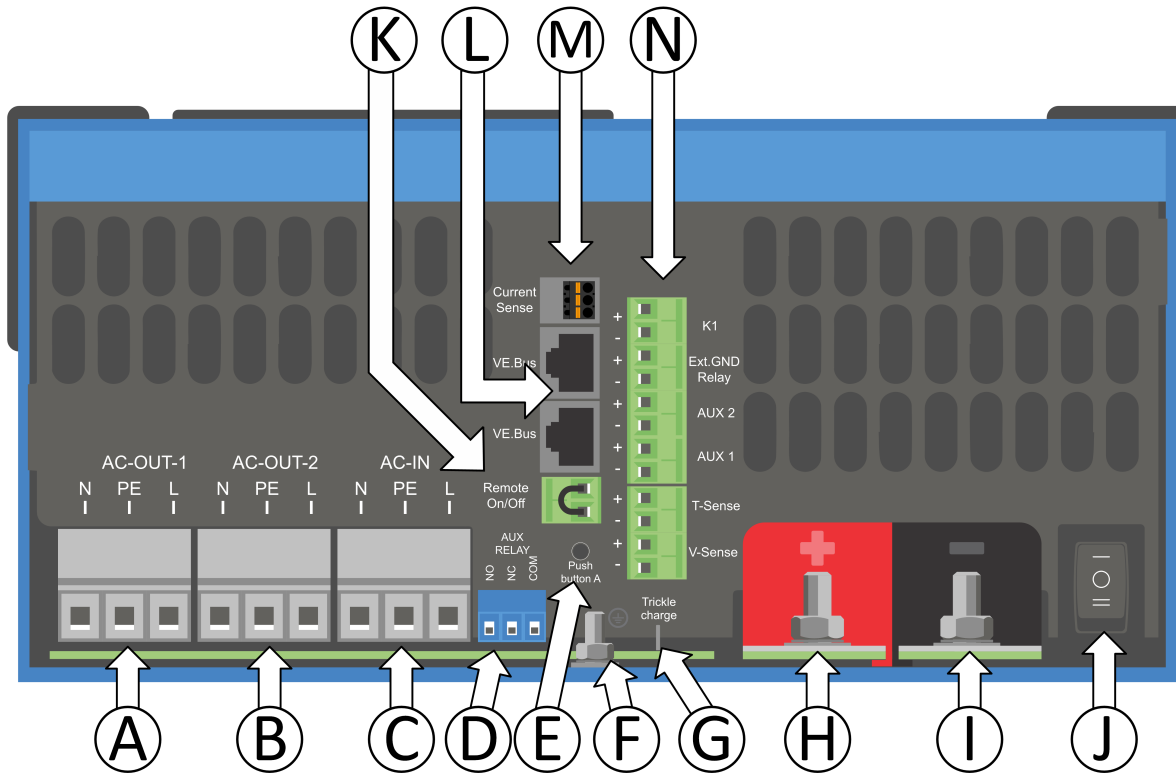 K L M N
Current
Sense
+ K1
-
VE.Bus
+ Ext.GND
- Relay
+ AUX 2
-
VE.Bus
+ AUX 1
-
AC-OUT-1 AC-OUT-2 AC-IN
N PE L N PE L N PE L
Remote
On/Off
+ T-Sense
-
AUX
RELAY
NO NC COM
+ V-Sense
-
Push
button A
Trickle
charge
A B C D E F G H I J